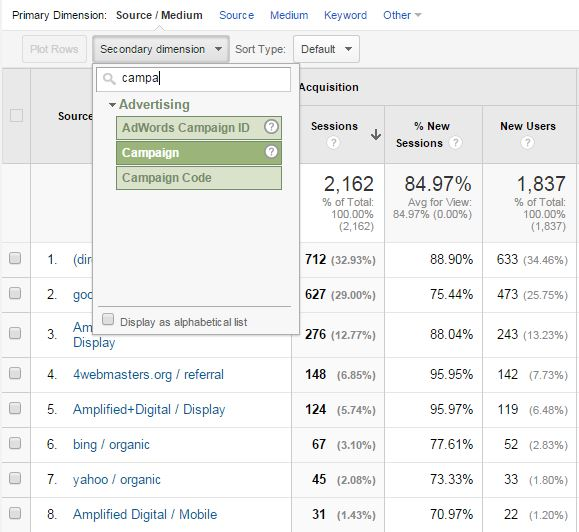 Primary Dimension: Source / Medium Source Medium Keyword Other
Plot Rows Secondary dimension Sort Type: Default
campa
Advertising
AdWords Campaign ID ?
Campaign ?
Campaign Code
Display as alphabetical list
Source
Acquisition
Sessions ? % New Sessions ? New Users ?
2,162 84.97% 1,837
% of Total: 100.00% (2,162) Avg for View: 84.97% (0.00%) % of Total: 100.00% (1,837)
1. (dir 712 (32.93%) 88.90% 633 (34.46%)
2. goo 627 (29.00%) 75.44% 473 (25.75%)
3. Am Display 276 (12.77%) 88.04% 243 (13.23%)
4. 4webmasters.org / referral 148 (6.85%) 95.95% 142 (7.73%)
5. Amplified+Digital / Display 124 (5.74%) 95.97% 119 (6.48%)
6. bing / organic 67 (3.10%) 77.61% 52 (2.83%)
7. yahoo / organic 45 (2.08%) 73.33% 33 (1.80%)
8. Amplified Digital / Mobile 31 (1.43%) 70.97% 22 (1.20%)